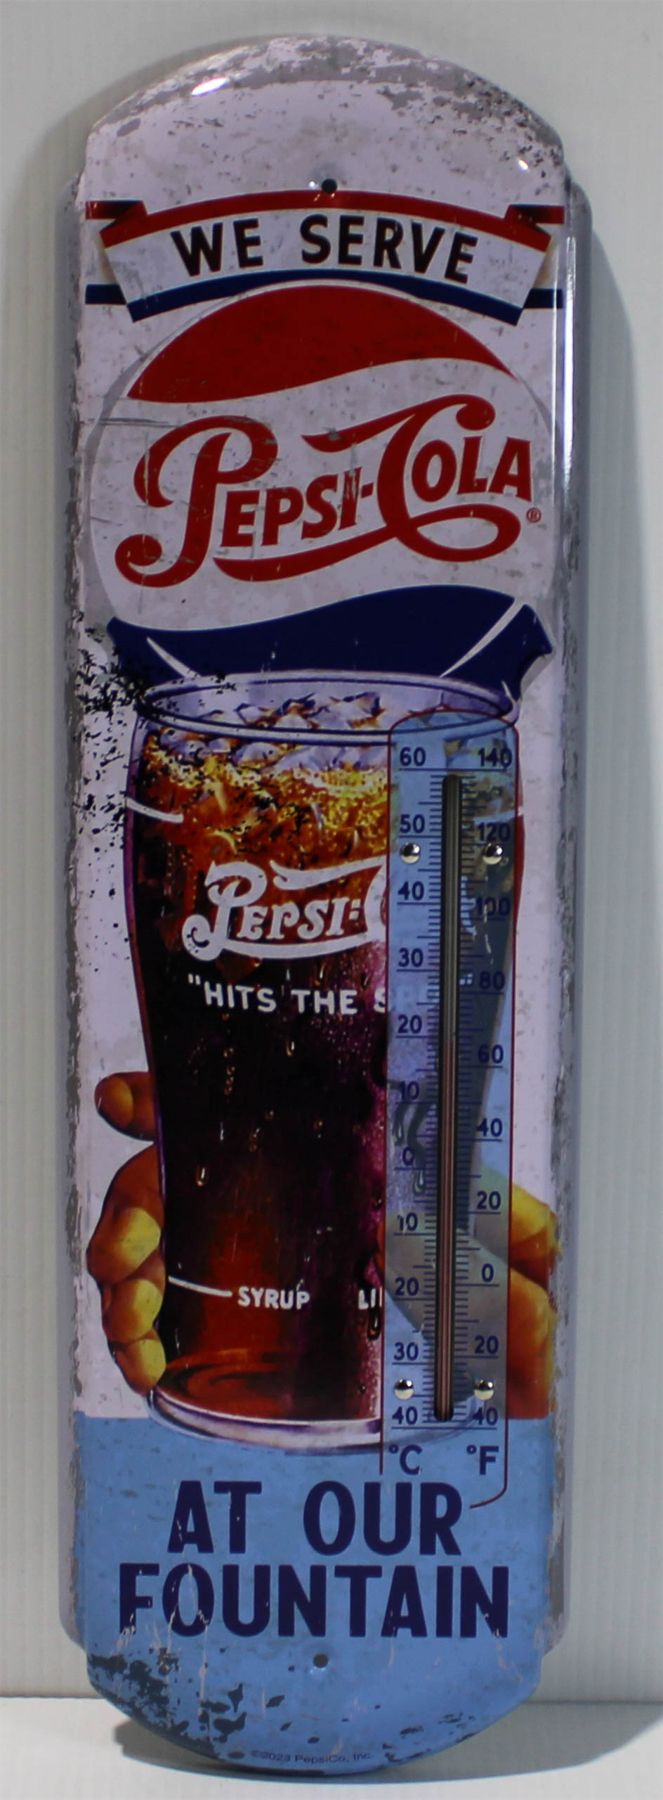 WE SERVE
PEPSI-COLA®
60 140
50 120
40 100
30 80
20 60
10 40
0 20
10 0
20 20
30 40
40
°C °F
PEPSI-C
"HITS THE S
SYRUP LI
AT OUR
FOUNTAIN
©2023 PepsiCo, Inc.